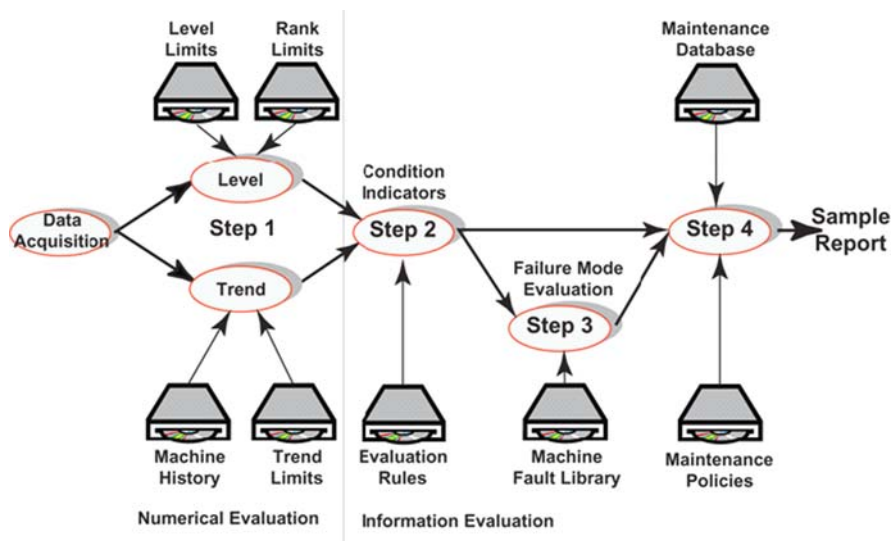 Level
Limits
Rank
Limits
Maintenance
Database
Level
Condition
Indicators
Data
Acquisition
Step 1
Step 2
Step 4
Sample
Report
Failure Mode
Evaluation
Trend
Step 3
Machine
History
Trend
Limits
Evaluation
Rules
Machine
Fault Library
Maintenance
Policies
Numerical Evaluation
Information Evaluation